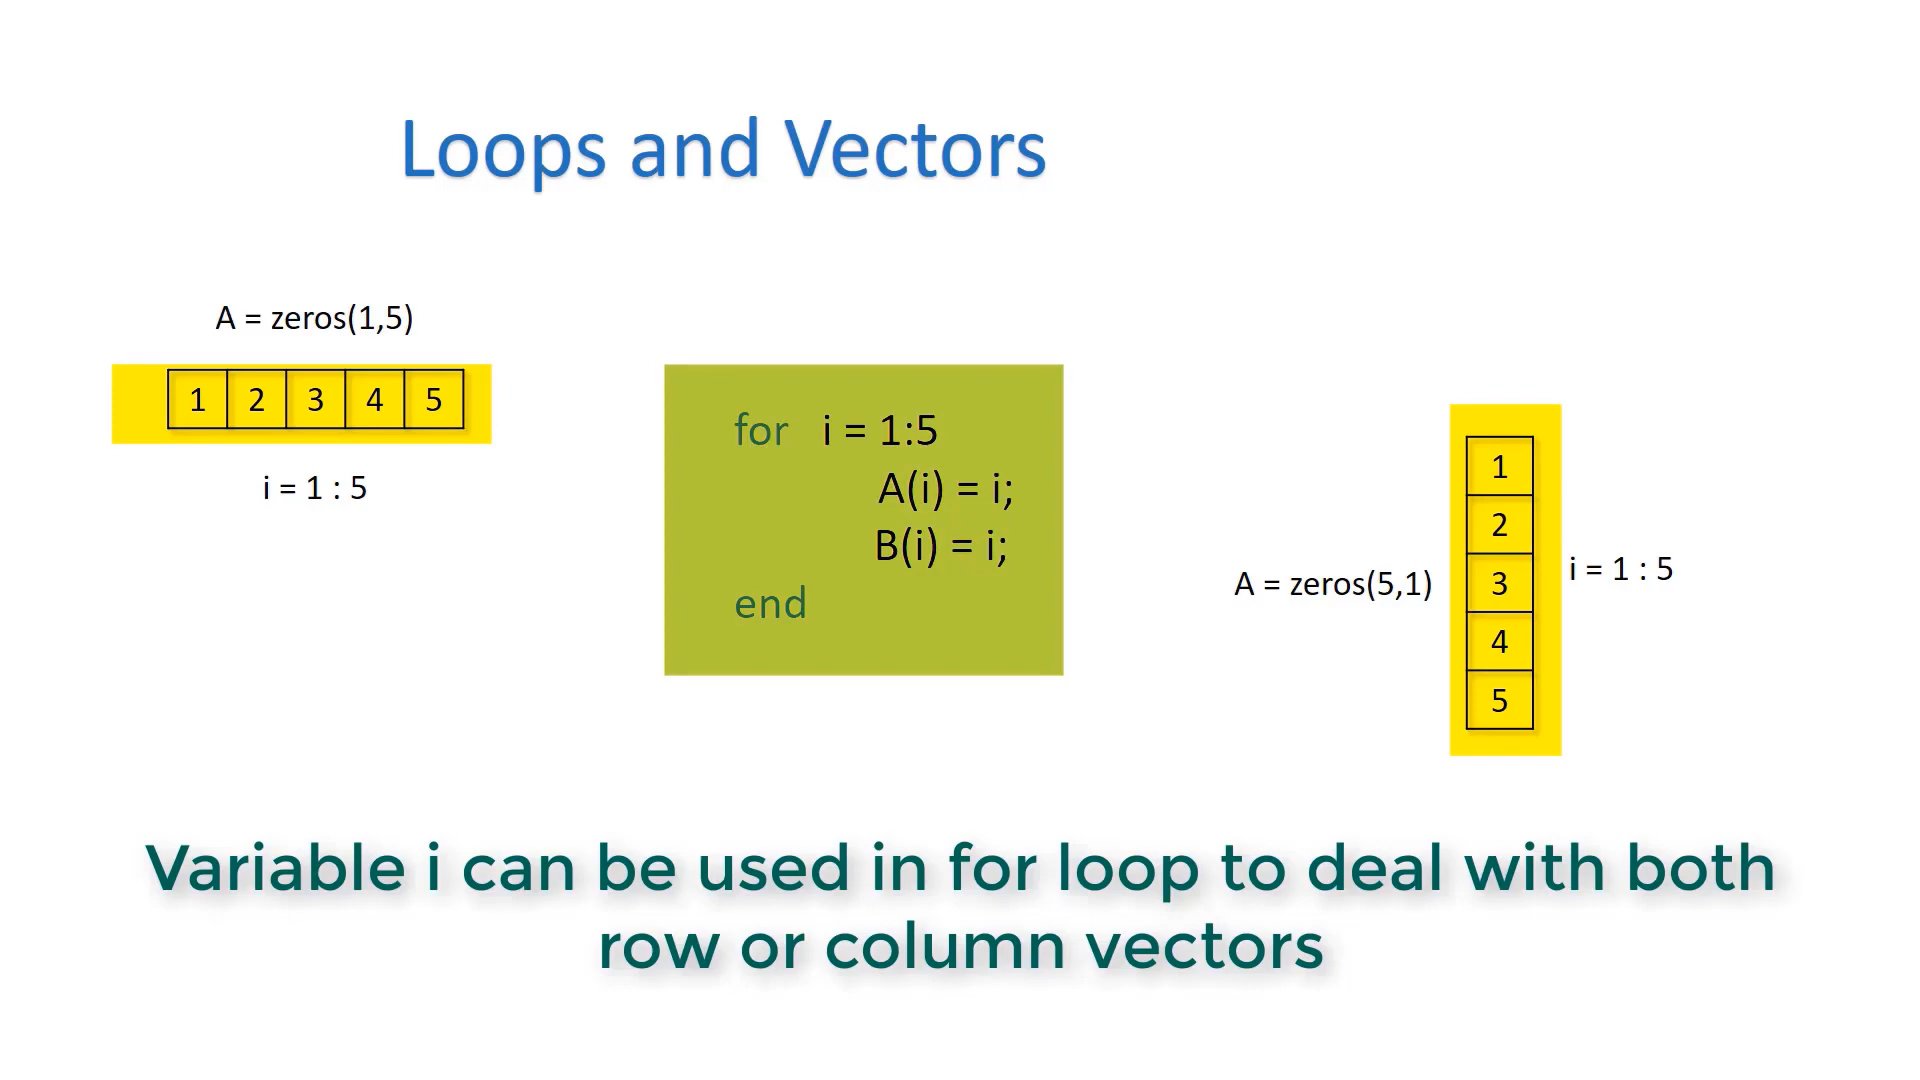 Loops and Vectors
A = zeros(1,5)
1 2 3 4 5
i = 1 : 5
for i = 1:5
A(i) = i;
B(i) = i;
end
A = zeros(5,1)
1
2
3
4
5
i = 1 : 5
Variable i can be used in for loop to deal with both
row or column vectors